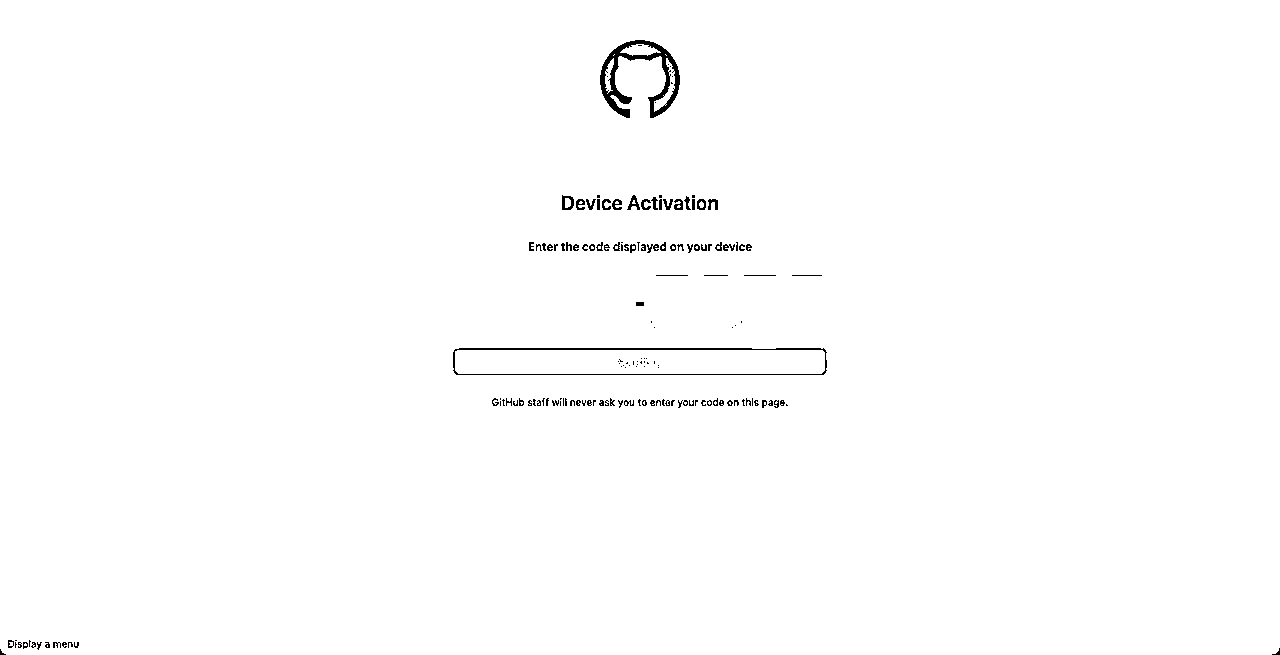 Device Activation
Enter the code displayed on your device
-
GitHub staff will never ask you to enter your code on this page.
Display a menu